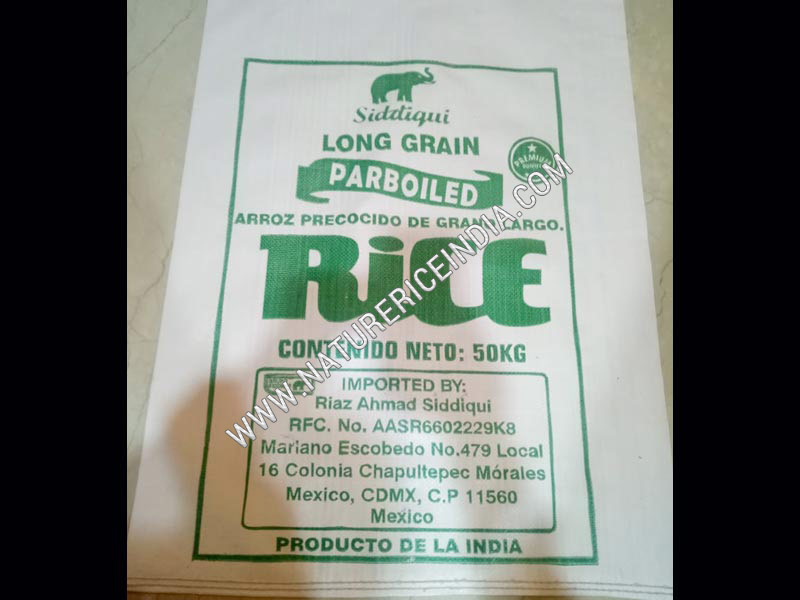 Siddiqui
LONG GRAIN
PREMIUM
PARBOILED
ARROZ PRECOCIDO DE GRANO LARGO.
RiCE
CONTENIDO NETO: 50KG
IMPORTED BY:
Riaz Ahmad Siddiqui
RFC. No. AASR6602229K8
Mariano Escobedo No.479 Local
16 Colonia Chapultepec Mórales
Mexico, CDMX, C.P 11560
Mexico
PRODUCTO DE LA INDIA
WWW.NATURERICEINDIA.COM